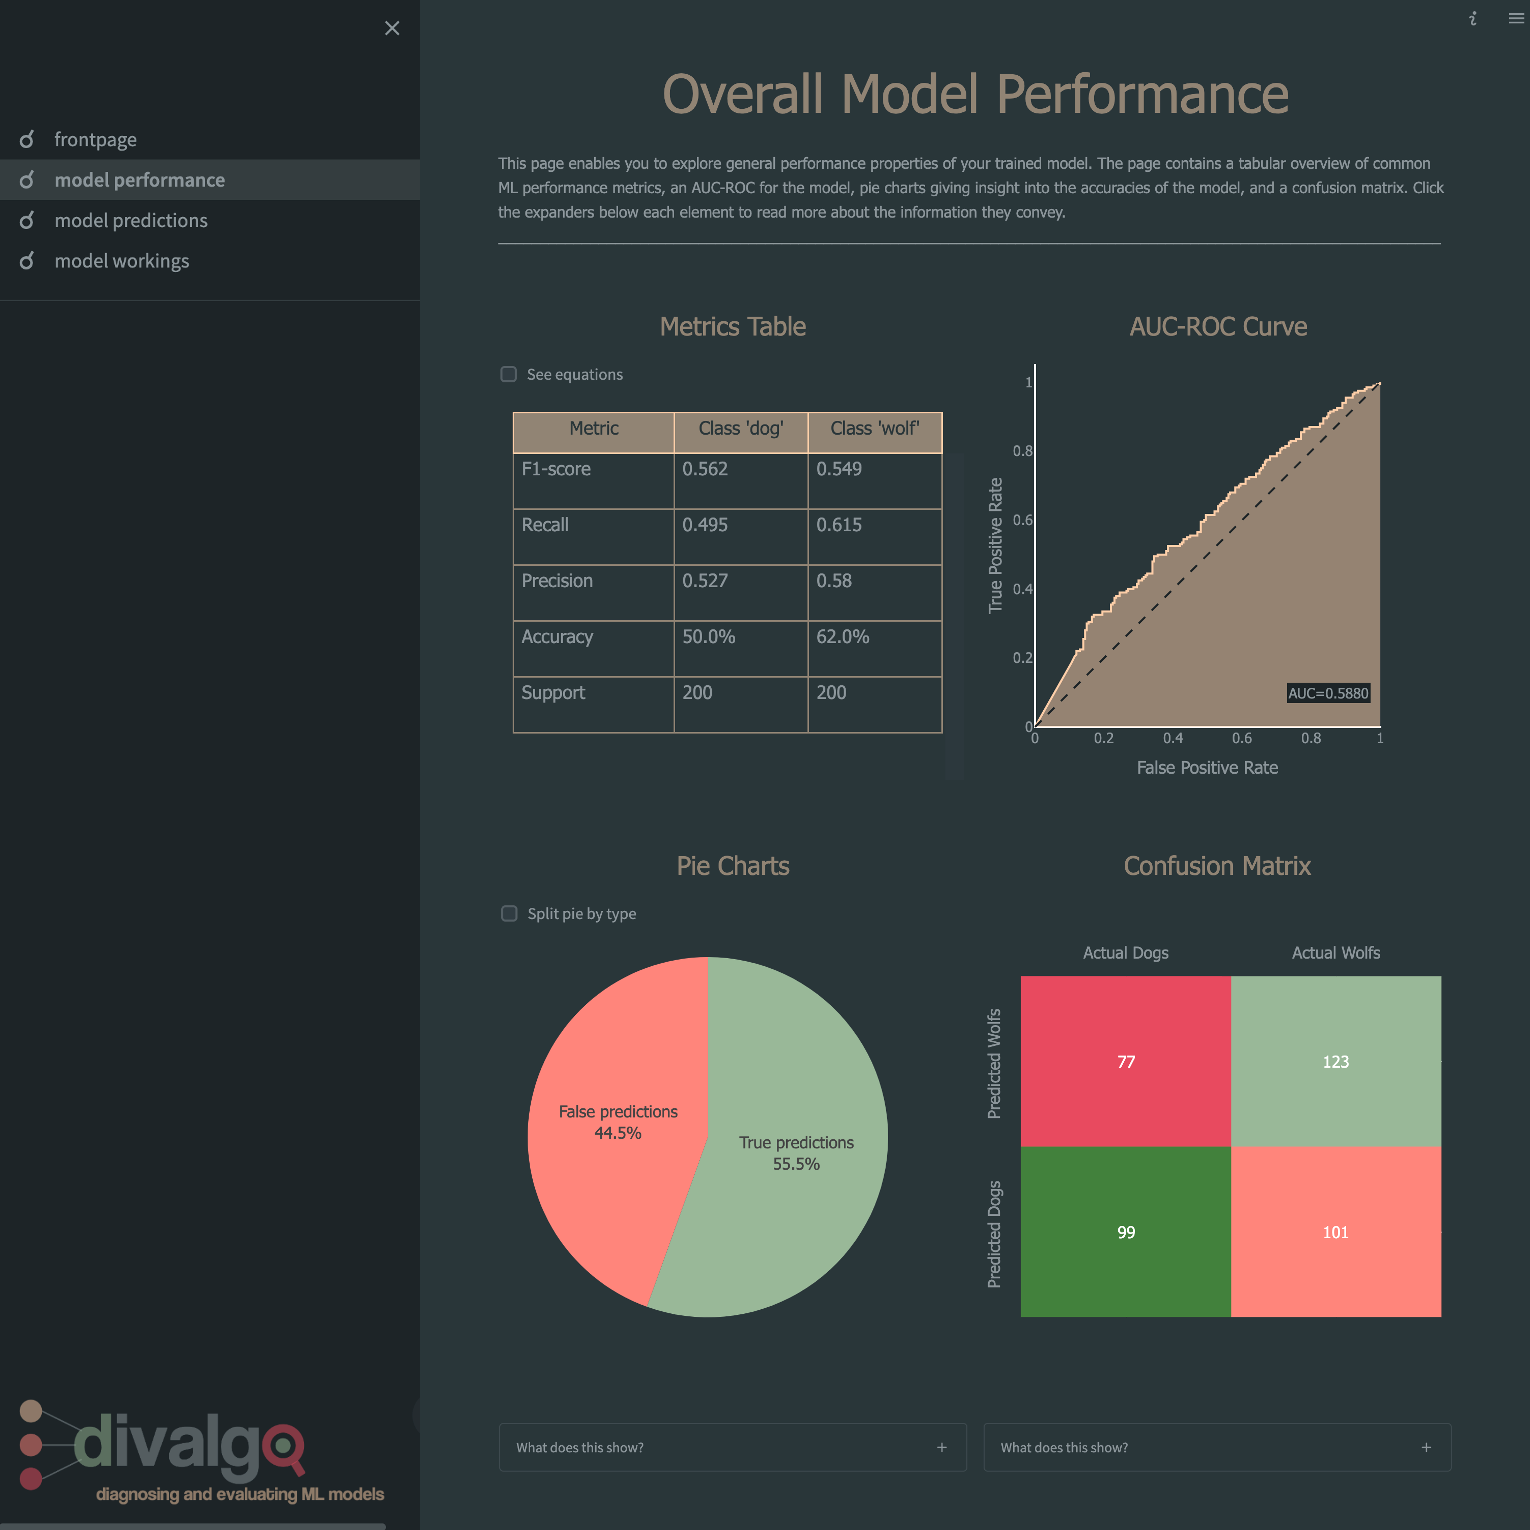 frontpage
model performance
model predictions
model workings
divalgo
diagnosing and evaluating ML models
i
Overall Model Performance
This page enables you to explore general performance properties of your trained model. The page contains a tabular overview of common
ML performance metrics, an AUC-ROC for the model, pie charts giving insight into the accuracies of the model, and a confusion matrix. Click
the expanders below each element to read more about the information they convey.
Metrics Table
See equations
Metric Class 'dog' Class 'wolf'
F1-score 0.562 0.549
Recall 0.495 0.615
Precision 0.527 0.58
Accuracy 50.0% 62.0%
Support 200 200
AUC-ROC Curve
True Positive Rate
1
0.8
0.6
0.4
0.2
0
AUC=0.5880
0 0.2 0.4 0.6 0.8 1
False Positive Rate
Pie Charts
Split pie by type
False predictions
44.5%
True predictions
55.5%
Confusion Matrix
Actual Dogs Actual Wolfs
Predicted Wolfs
77 123
Predicted Dogs
99 101
What does this show? +
What does this show? +